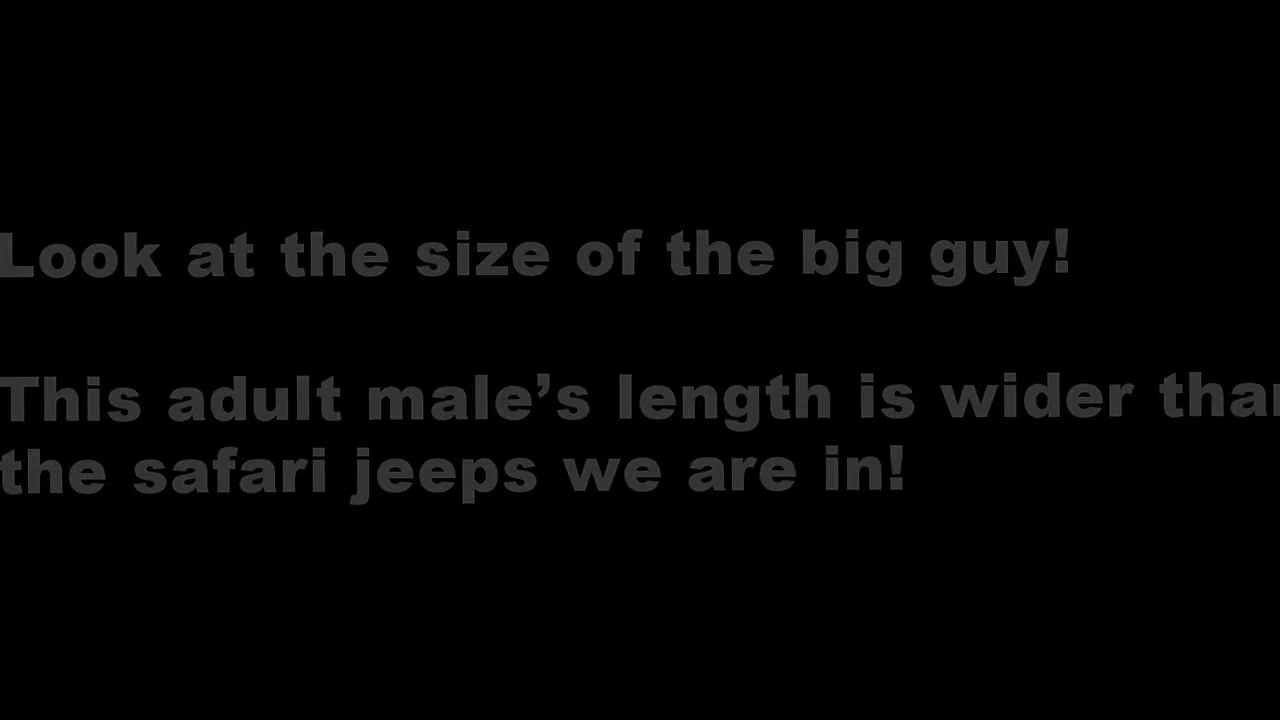 Look at the size of the big guy!
This adult male’s length is wider than
the safari jeeps we are in!